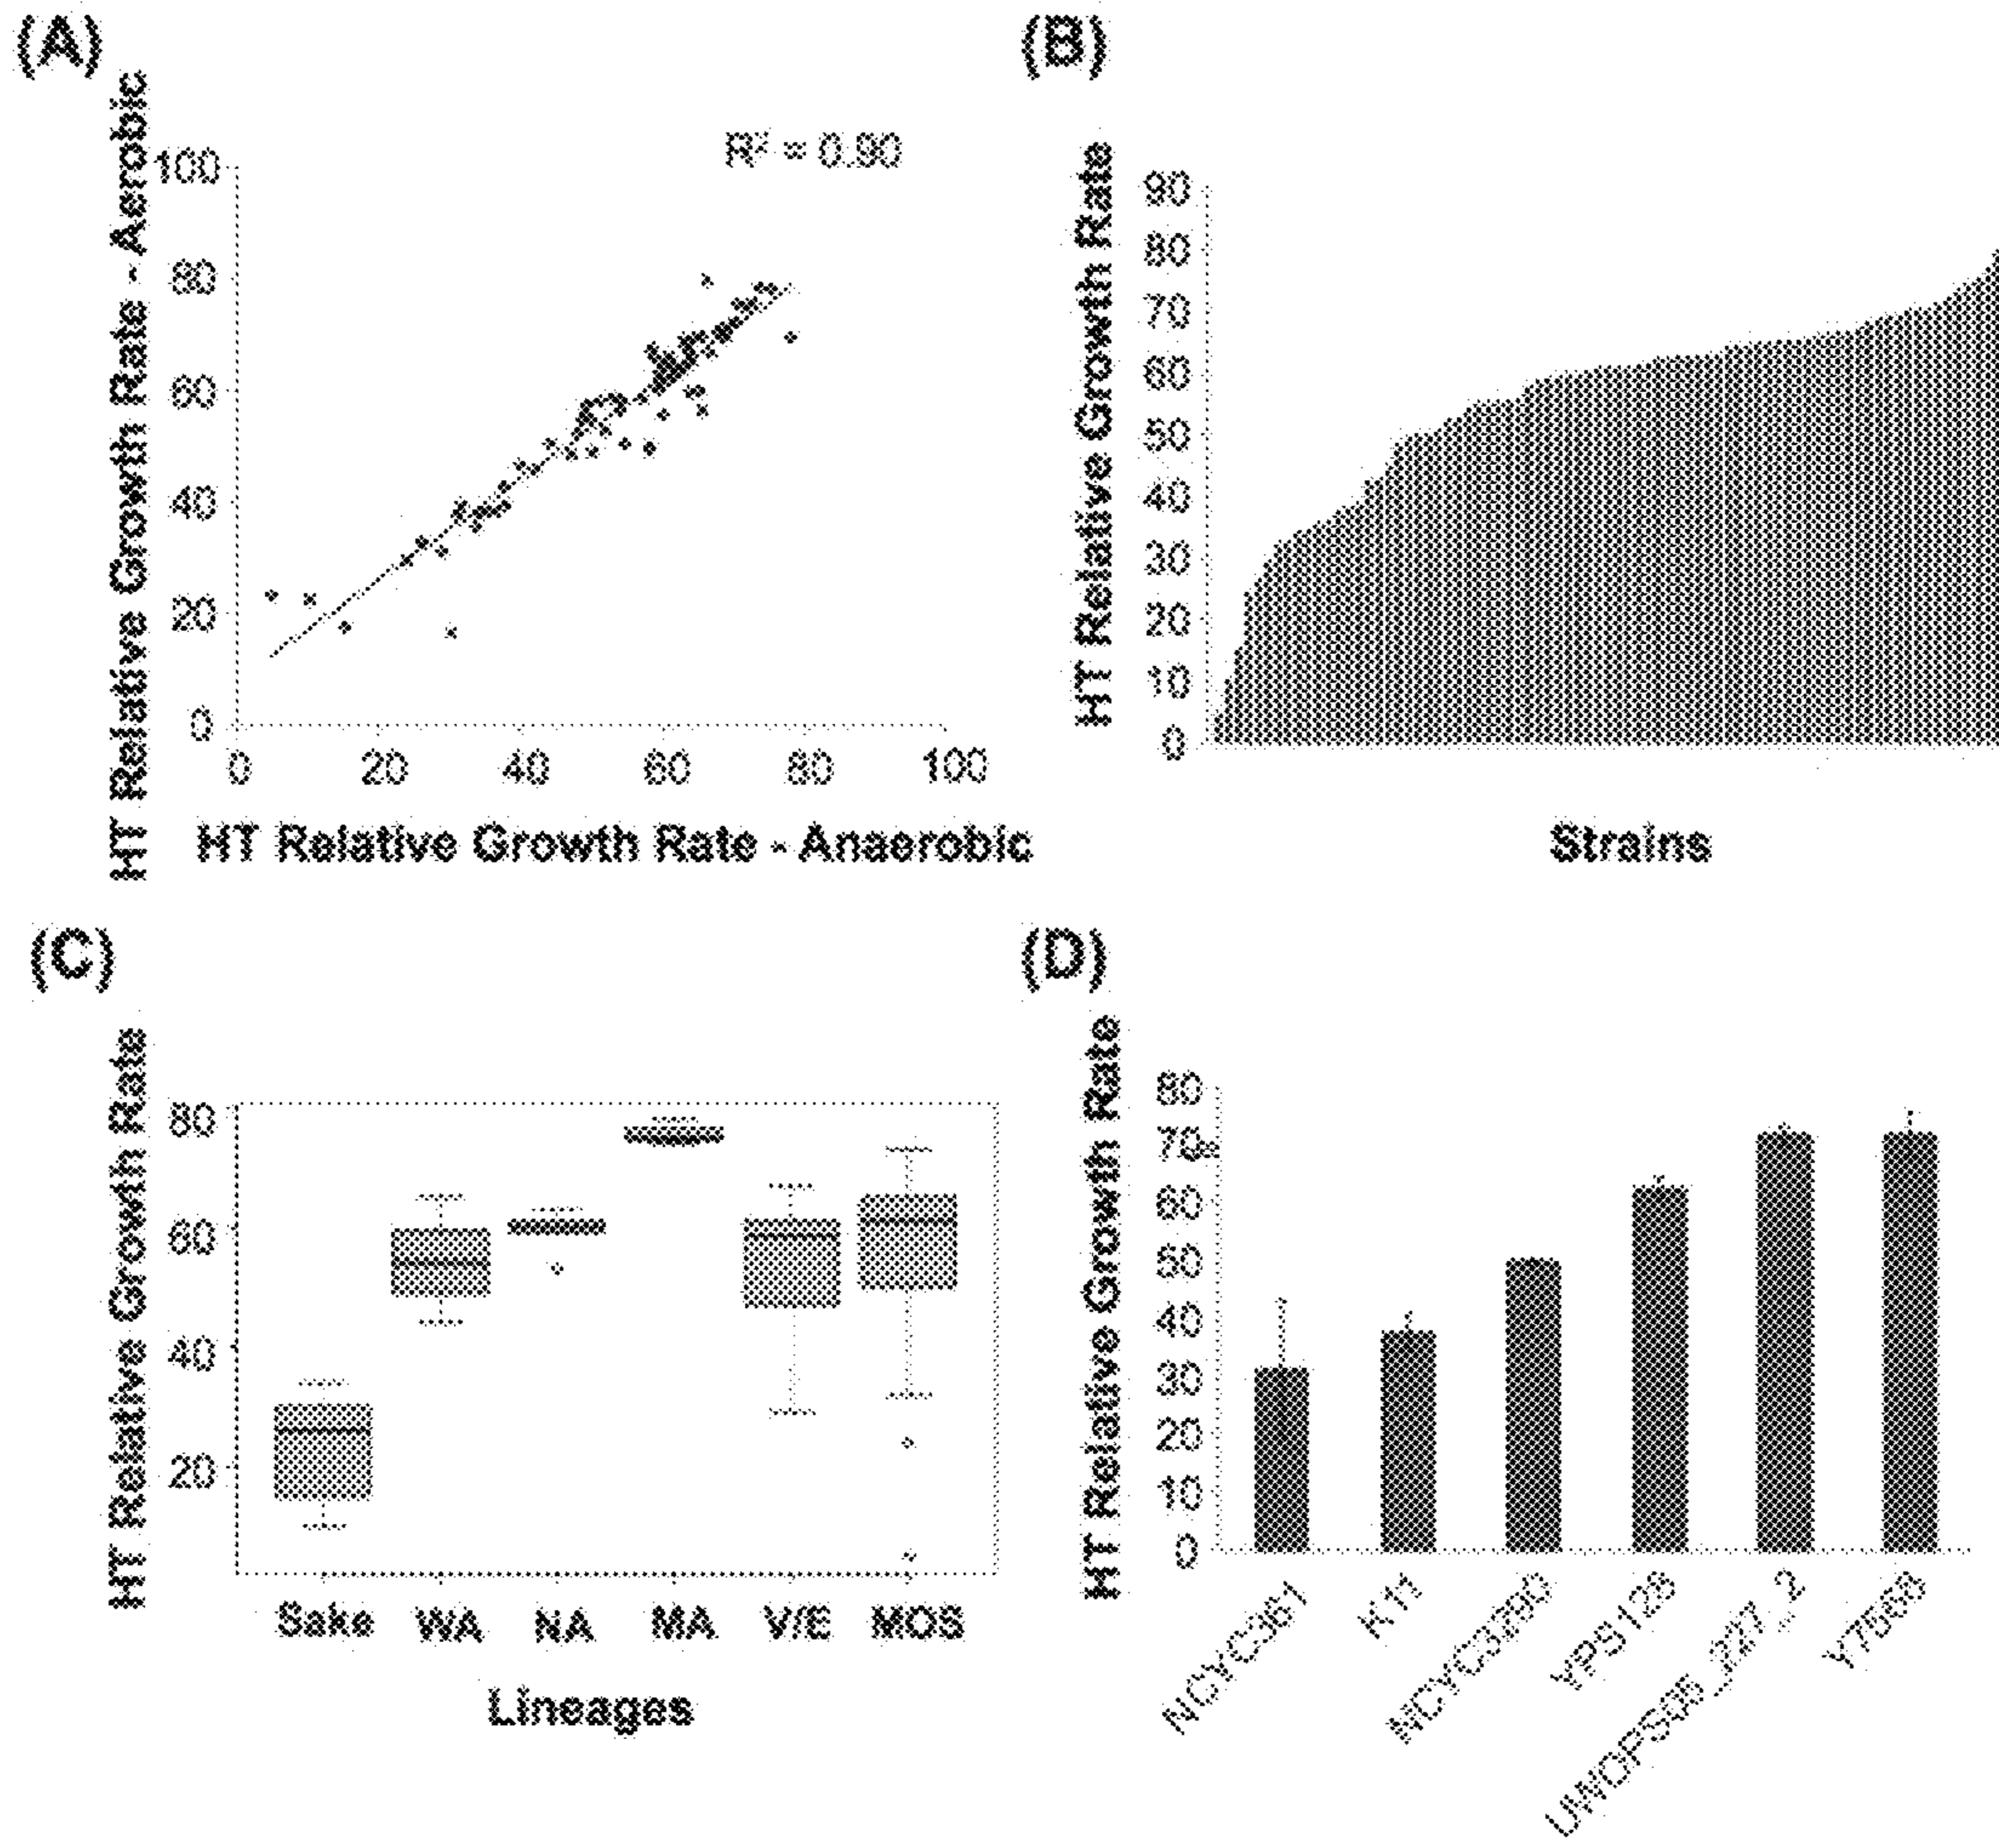 (A)
HT Relative Growth Rate - Aerobic
R² = 0.90
100
80
60
40
20
0
0 20 40 60 80 100
HT Relative Growth Rate - Anaerobic
(B)
HT Relative Growth Rate
90
80
70
60
50
40
30
20
10
0
Strains
(C)
HT Relative Growth Rate
80
60
40
20
Sake WA NA MA V/E MOS
Lineages
(D)
HT Relative Growth Rate
80
70
60
50
40
30
20
10
0
NCYC361
K11
NCYC3290
YPS128
UWOPS05_227_2